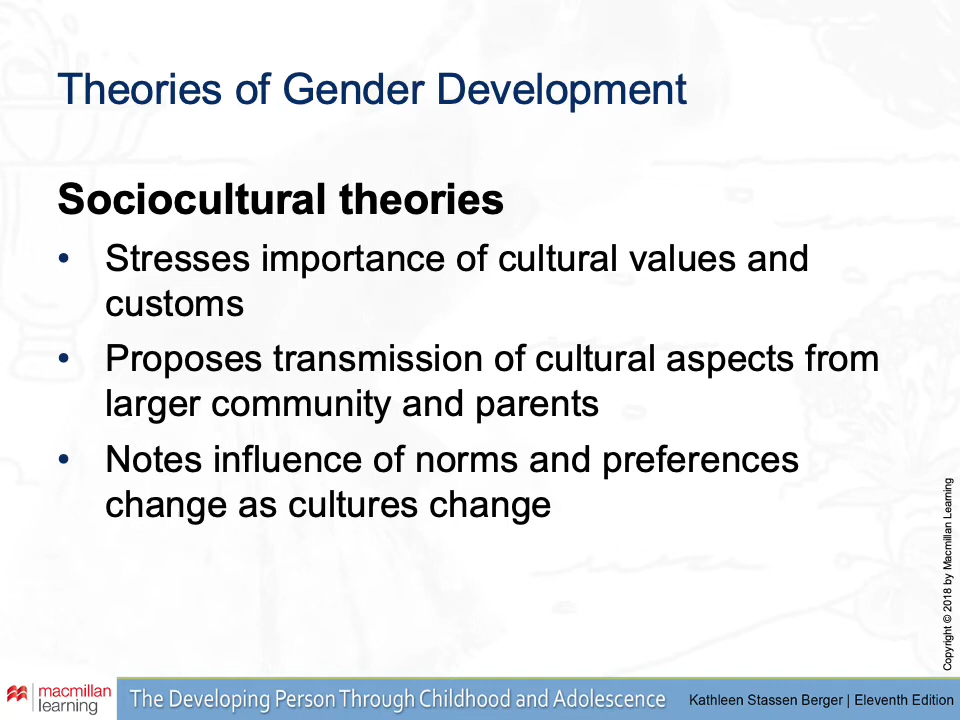 Theories of Gender Development
Sociocultural theories
• Stresses importance of cultural values and
customs
• Proposes transmission of cultural aspects from
larger community and parents
• Notes influence of norms and preferences
change as cultures change
Copyright © 2018 by Macmillan Learning
macmillan
learning
The Developing Person Through Childhood and Adolescence
Kathleen Stassen Berger | Eleventh Edition